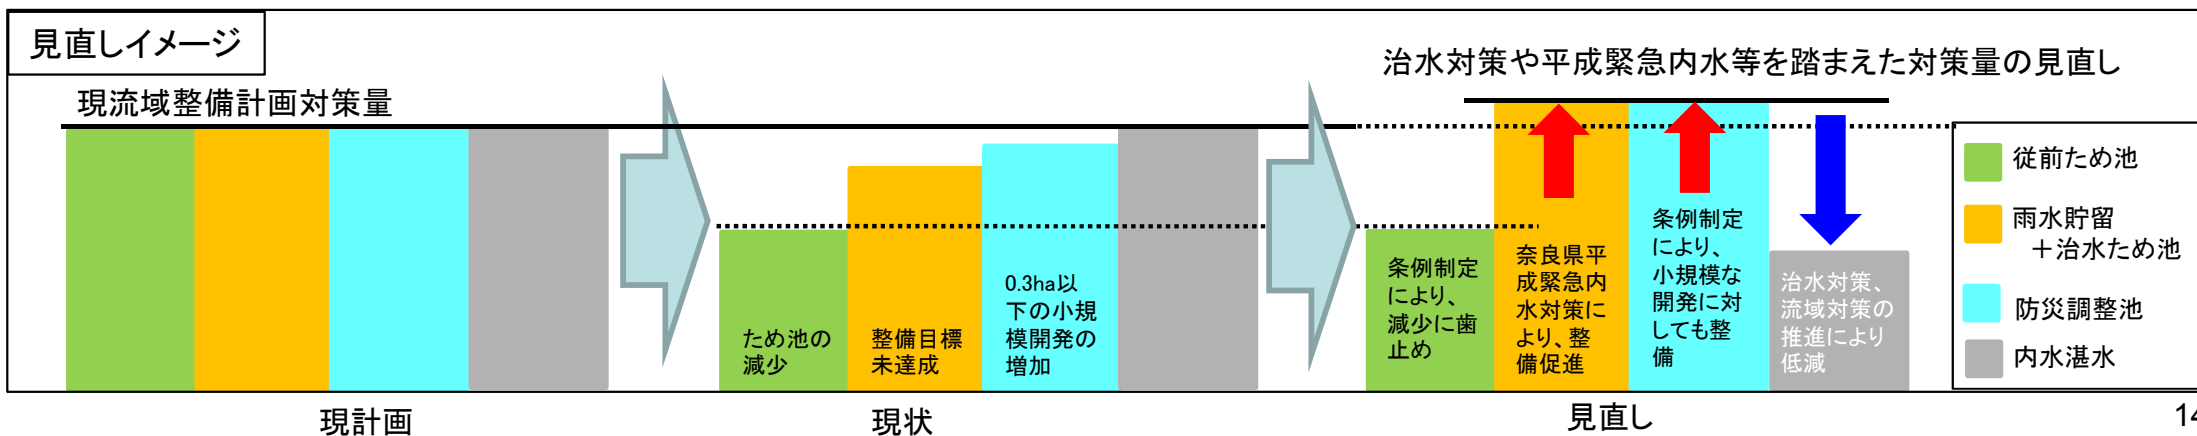 見直しイメージ
治水対策や平成緊急内水等を踏まえた対策量の見直し
現流域整備計画対策量
ため池の
減少
整備目標
未達成
0.3ha以
下の小規
模開発の
増加
条例制定
により、
減少に歯
止め
奈良県平
成緊急内
水対策に
より、整
備促進
条例制定
により、
小規模な
開発に対
しても整
備
治水対策、
流域対策の
推進により
低減
従前ため池
雨水貯留
＋治水ため池
防災調整池
内水湛水
現計画
現状
見直し
14